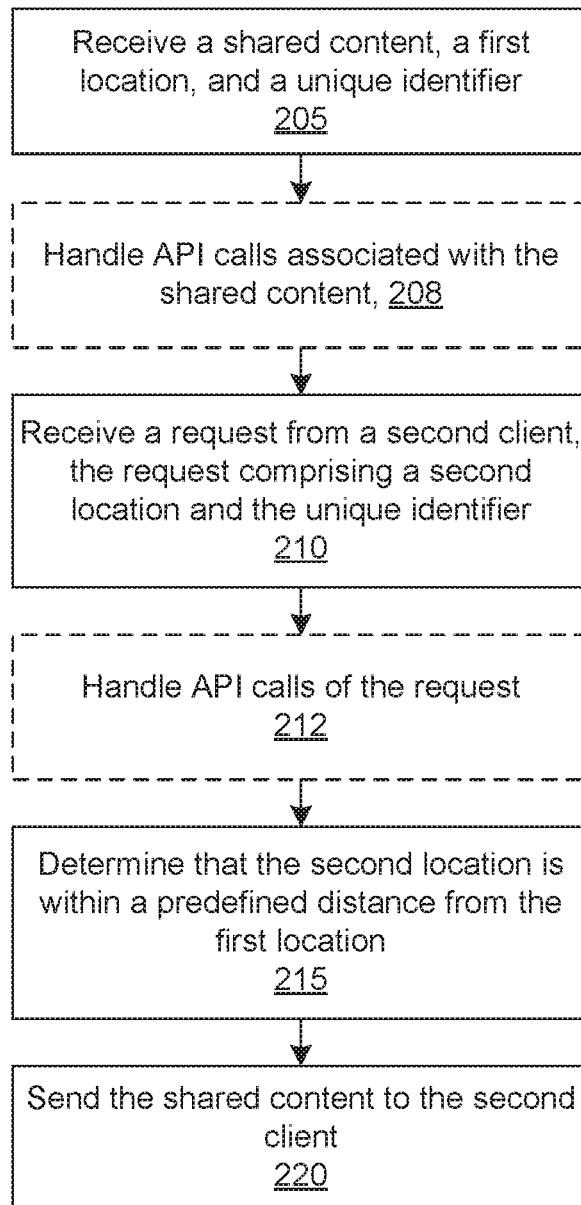 Receive a shared content, a first
location, and a unique identifier
205
Handle API calls associated with the
shared content, 208
Receive a request from a second client,
the request comprising a second
location and the unique identifier
210
Handle API calls of the request
212
Determine that the second location is
within a predefined distance from the
first location
215
Send the shared content to the second
client
220